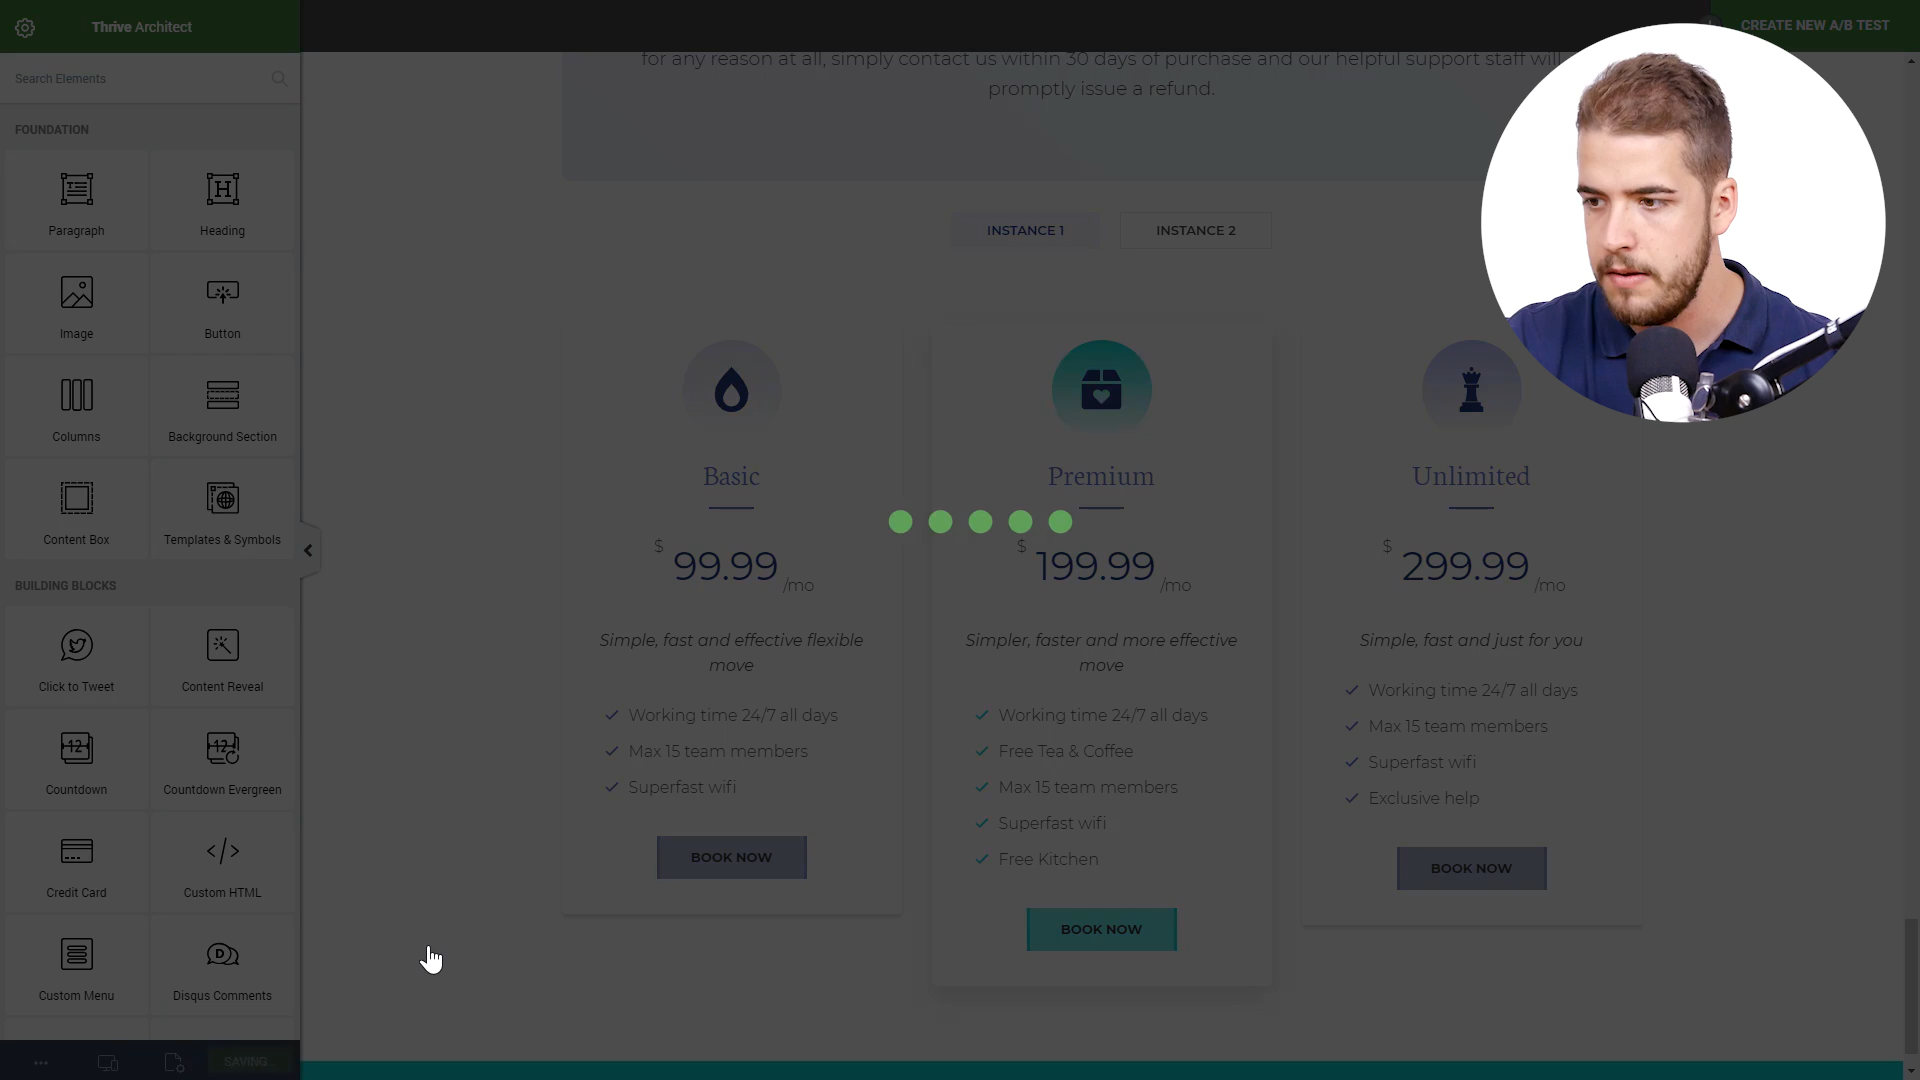 Thrive Architect
CREATE NEW A/B TEST
Search Elements
FOUNDATION
Paragraph
Heading
Image
Button
Columns
Background Section
Content Box
Templates & Symbols
BUILDING BLOCKS
Click to Tweet
Content Reveal
12
Countdown
12
Countdown Evergreen
Credit Card
</>
Custom HTML
Custom Menu
D
Disqus Comments
SAVING...
for any reason at all, simply contact us within 30 days of purchase and our helpful support staff will
promptly issue a refund.
INSTANCE 1
INSTANCE 2
Basic
$ 99.99 /mo
Simple, fast and effective flexible
move
Working time 24/7 all days
Max 15 team members
Superfast wifi
BOOK NOW
Premium
$ 199.99 /mo
Simpler, faster and more effective
move
Working time 24/7 all days
Free Tea & Coffee
Max 15 team members
Superfast wifi
Free Kitchen
BOOK NOW
Unlimited
$ 299.99 /mo
Simple, fast and just for you
Working time 24/7 all days
Max 15 team members
Superfast wifi
Exclusive help
BOOK NOW